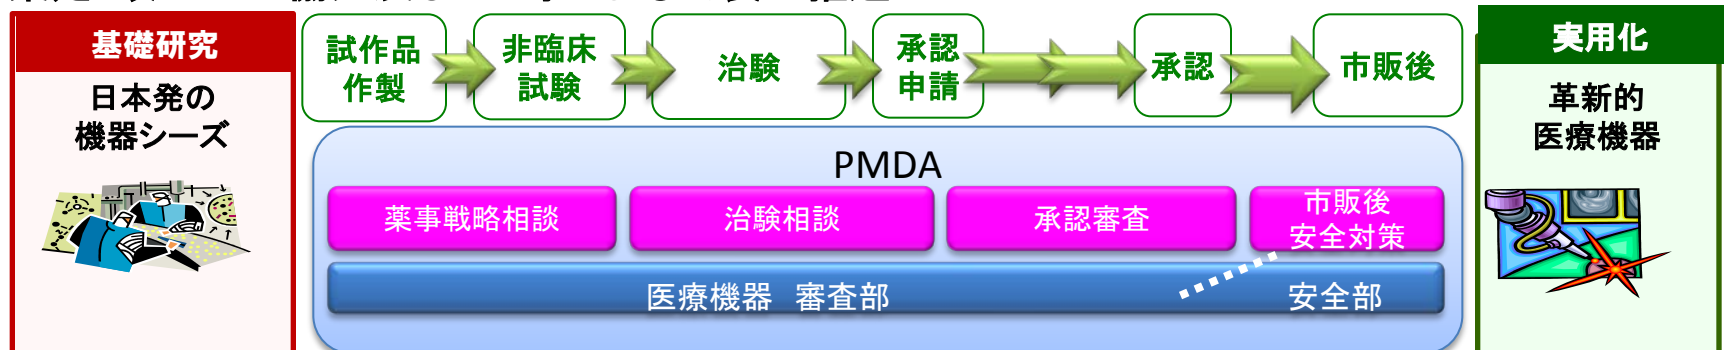 基礎研究
日本発の
機器シーズ
試作品
作製
非臨床
試験
治験
承認
申請
承認
市販後
実用化
革新的
医療機器
PMDA
薬事戦略相談
治験相談
承認審査
市販後
安全対策
医療機器　審査部
安全部